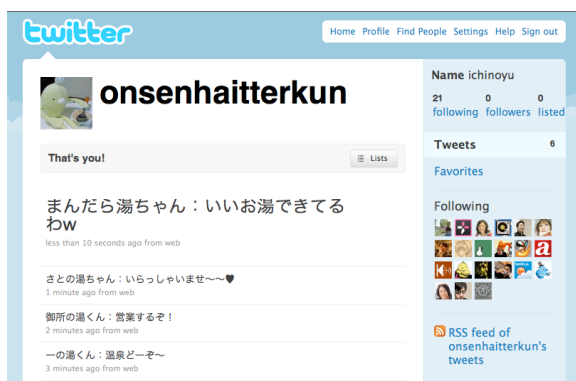 twitter
Home Profile Find People Settings Help Sign out
onsenhaitterkun
That's you!
Lists
まんだら湯ちゃん：いいお湯できてる
わw
less than 10 seconds ago from web
さとの湯ちゃん：いらっしゃいませ〜〜♥
1 minute ago from web
御所の湯くん：営業するぞ！
2 minutes ago from web
一の湯くん：温泉どーぞ〜
3 minutes ago from web
Name ichinoyu
21 0 0
following followers listed
Tweets 6
Favorites
Following
a
RSS feed of
onsenhaitterkun's
tweets